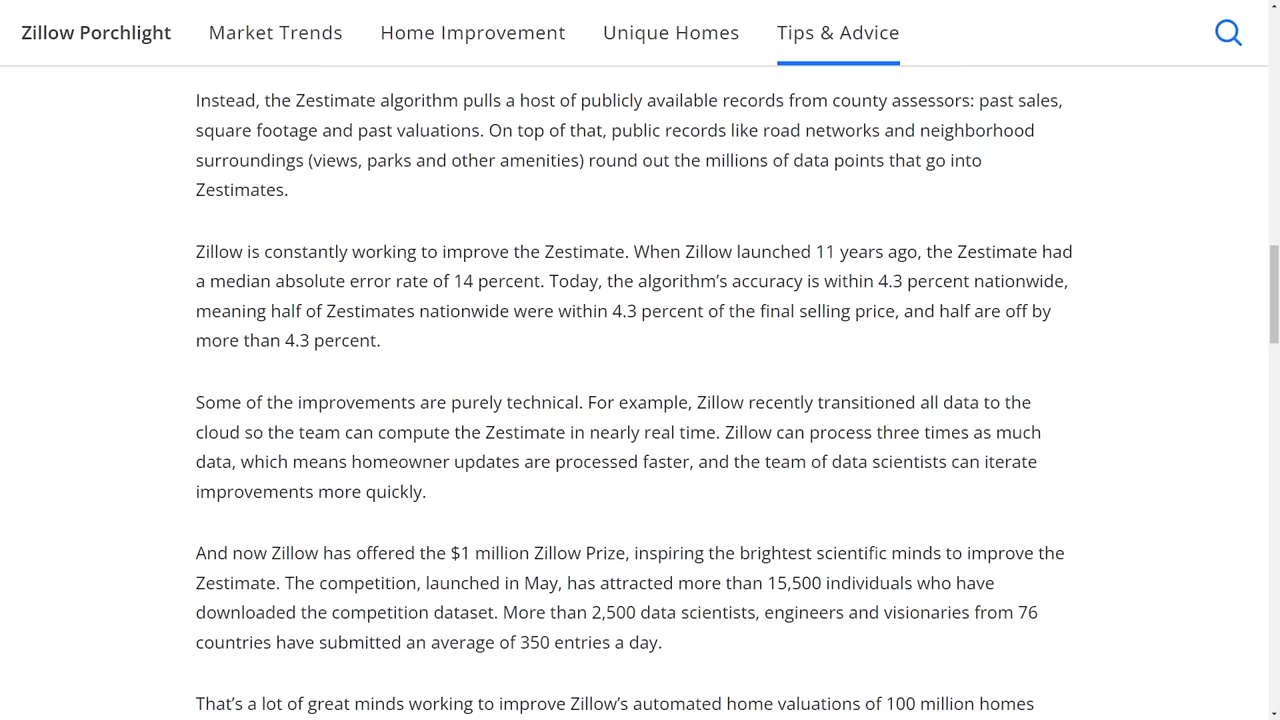 Zillow Porchlight Market Trends Home Improvement Unique Homes Tips & Advice
Instead, the Zestimate algorithm pulls a host of publicly available records from county assessors: past sales,
square footage and past valuations. On top of that, public records like road networks and neighborhood
surroundings (views, parks and other amenities) round out the millions of data points that go into
Zestimates.
Zillow is constantly working to improve the Zestimate. When Zillow launched 11 years ago, the Zestimate had
a median absolute error rate of 14 percent. Today, the algorithm’s accuracy is within 4.3 percent nationwide,
meaning half of Zestimates nationwide were within 4.3 percent of the final selling price, and half are off by
more than 4.3 percent.
Some of the improvements are purely technical. For example, Zillow recently transitioned all data to the
cloud so the team can compute the Zestimate in nearly real time. Zillow can process three times as much
data, which means homeowner updates are processed faster, and the team of data scientists can iterate
improvements more quickly.
And now Zillow has offered the $1 million Zillow Prize, inspiring the brightest scientific minds to improve the
Zestimate. The competition, launched in May, has attracted more than 15,500 individuals who have
downloaded the competition dataset. More than 2,500 data scientists, engineers and visionaries from 76
countries have submitted an average of 350 entries a day.
That’s a lot of great minds working to improve Zillow’s automated home valuations of 100 million homes